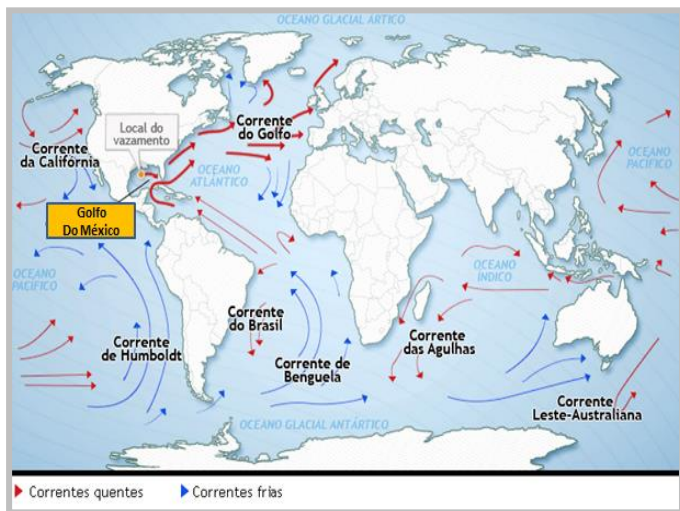 OCEANO GLACIAL ÁRTICO
Local do
vazamento
Corrente
do Golfo
Corrente
da Califórnia
OCEANO
ATLÂNTICO
OCEANO
PACÍFICO
Golfo
Do México
OCEANO
PACÍFICO
OCEANO
ÍNDICO
Corrente
do Brasil
Corrente
de Humboldt
Corrente de
Benguela
Corrente
das Agulhas
Corrente
Leste-Australiana
OCEANO GLACIAL ANTÁRTICO
Correntes quentes
Correntes frias